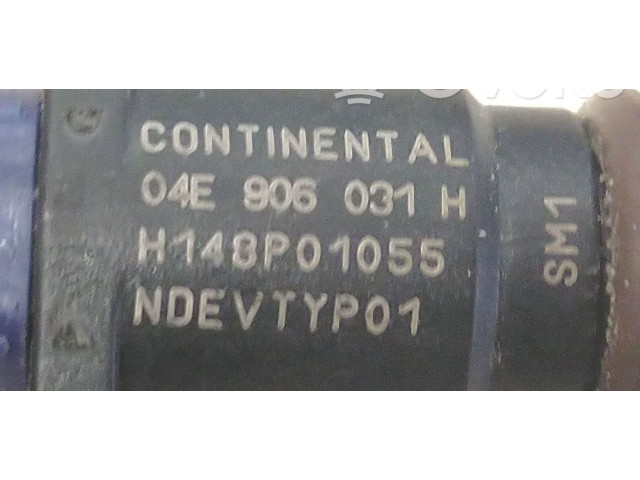 CONTINENTAL
04E 906 031 H
H148P01055
NDEVTYP01
SM1